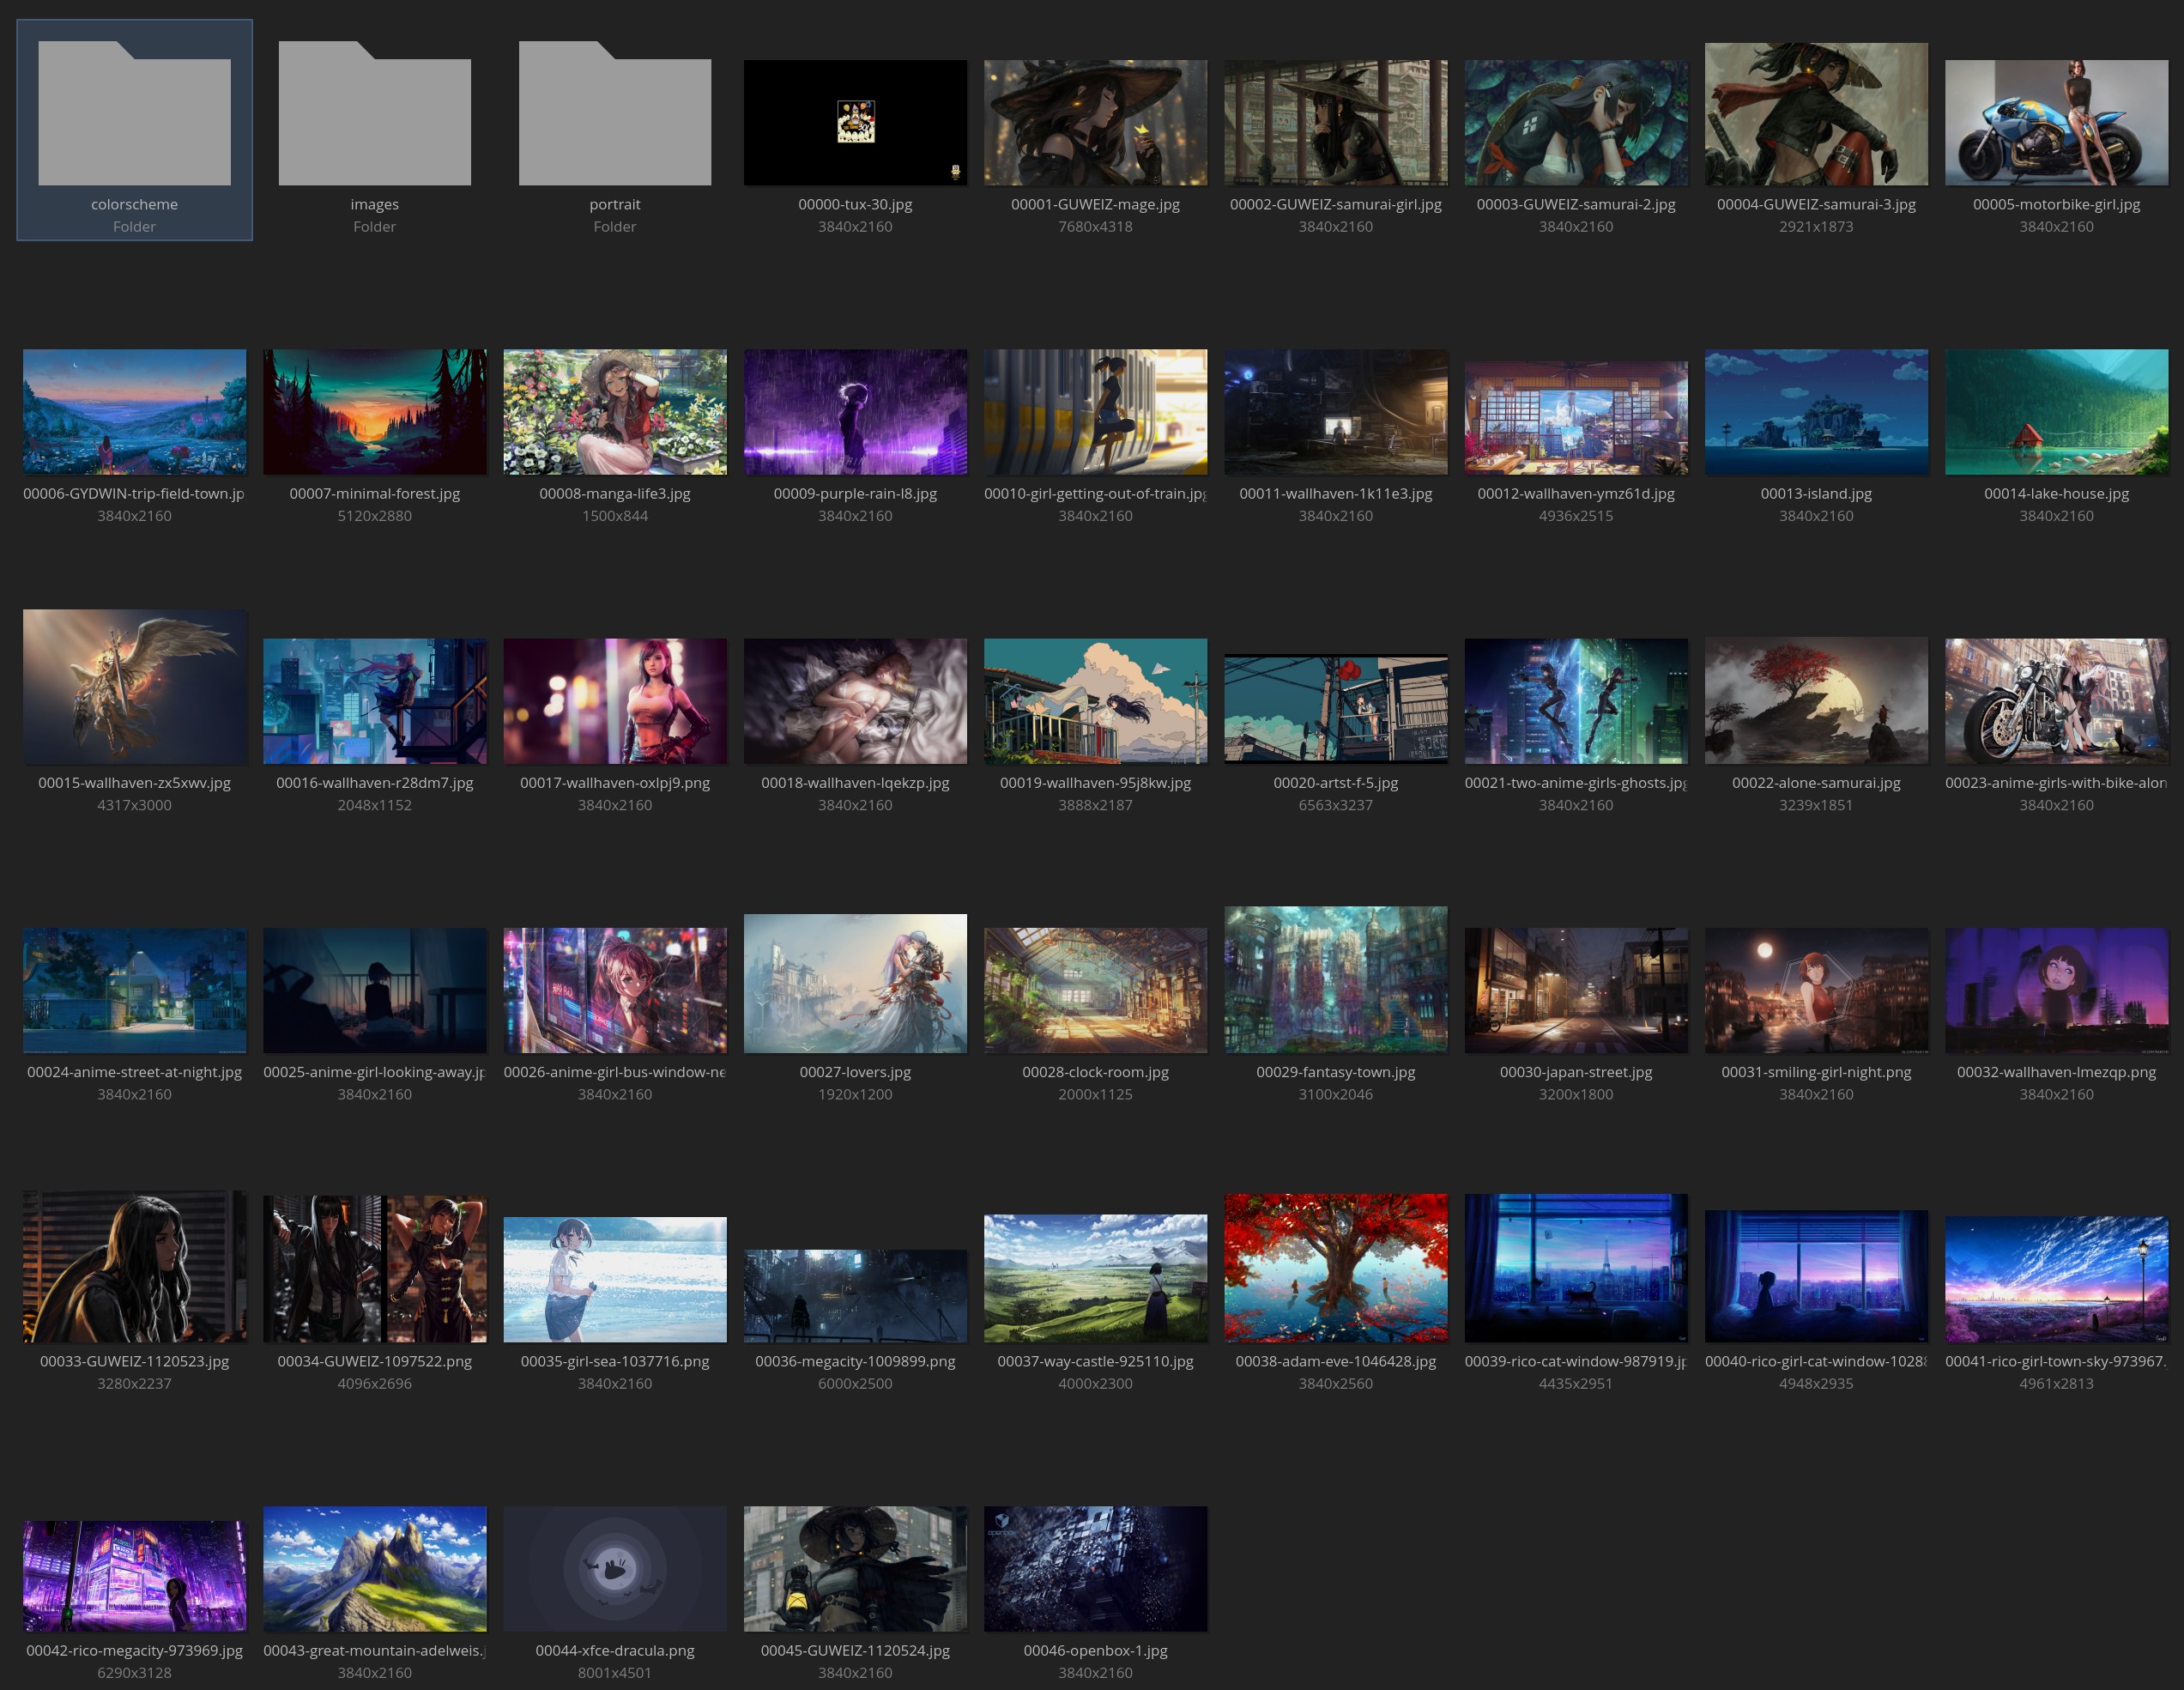 colorscheme
Folder
images
Folder
portrait
Folder
00000-tux-30.jpg
3840x2160
00001-GUWEIZ-mage.jpg
7680x4318
00002-GUWEIZ-samurai-girl.jpg
3840x2160
00003-GUWEIZ-samurai-2.jpg
3840x2160
00004-GUWEIZ-samurai-3.jpg
2921x1873
00005-motorbike-girl.jpg
3840x2160
00006-GYDWIN-trip-field-town.jp
3840x2160
00007-minimal-forest.jpg
5120x2880
00008-manga-life3.jpg
1500x844
00009-purple-rain-l8.jpg
3840x2160
00010-girl-getting-out-of-train.jpg
3840x2160
00011-wallhaven-1k11e3.jpg
3840x2160
00012-wallhaven-ymz61d.jpg
4936x2515
00013-island.jpg
3840x2160
00014-lake-house.jpg
3840x2160
00015-wallhaven-zx5xwv.jpg
4317x3000
00016-wallhaven-r28dm7.jpg
2048x1152
00017-wallhaven-oxlpj9.png
3840x2160
00018-wallhaven-lqekzp.jpg
3840x2160
00019-wallhaven-95j8kw.jpg
3888x2187
00020-artst-f-5.jpg
6563x3237
00021-two-anime-girls-ghosts.jpg
3840x2160
00022-alone-samurai.jpg
3239x1851
00023-anime-girls-with-bike-alon
3840x2160
00024-anime-street-at-night.jpg
3840x2160
00025-anime-girl-looking-away.jp
3840x2160
00026-anime-girl-bus-window-ne
3840x2160
00027-lovers.jpg
1920x1200
00028-clock-room.jpg
2000x1125
00029-fantasy-town.jpg
3100x2046
00030-japan-street.jpg
3200x1800
00031-smiling-girl-night.png
3840x2160
00032-wallhaven-lmezqp.png
3840x2160
00033-GUWEIZ-1120523.jpg
3280x2237
00034-GUWEIZ-1097522.png
4096x2696
00035-girl-sea-1037716.png
3840x2160
00036-megacity-1009899.png
6000x2500
00037-way-castle-925110.jpg
4000x2300
00038-adam-eve-1046428.jpg
3840x2560
00039-rico-cat-window-987919.jp
4435x2951
00040-rico-girl-cat-window-1028
4948x2935
00041-rico-girl-town-sky-973967.
4961x2813
00042-rico-megacity-973969.jpg
6290x3128
00043-great-mountain-adelweis.j
3840x2160
00044-xfce-dracula.png
8001x4501
00045-GUWEIZ-1120524.jpg
3840x2160
00046-openbox-1.jpg
3840x2160